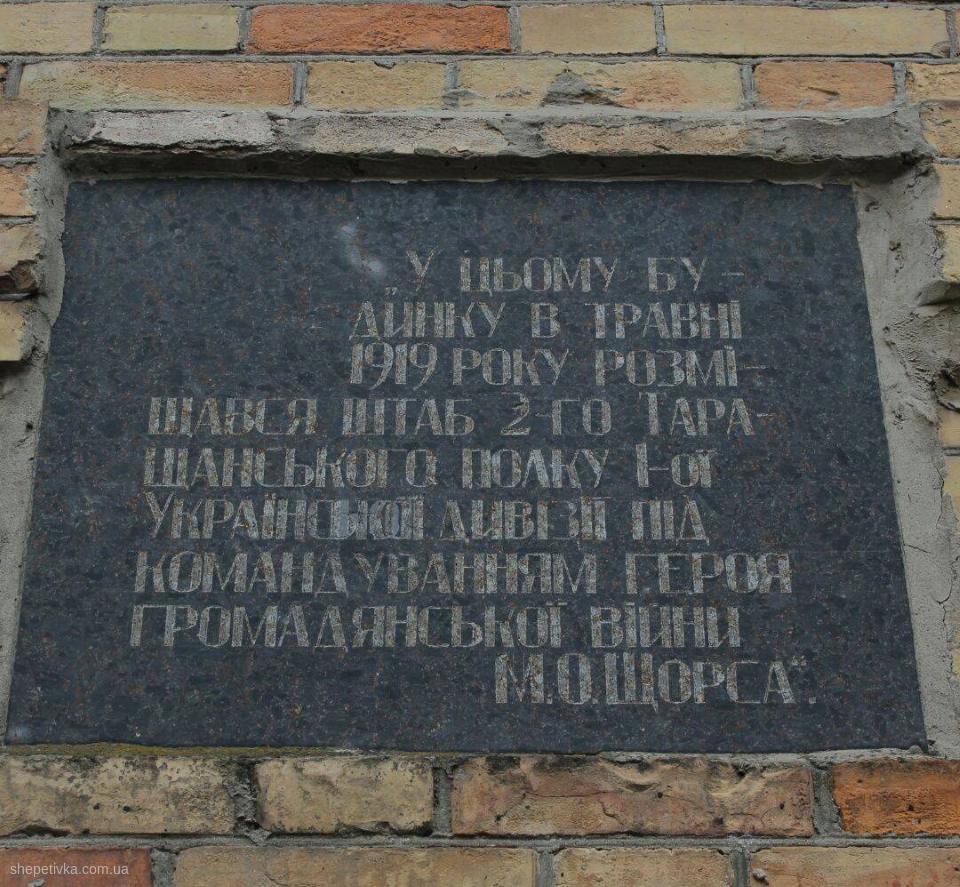 "У ЦЬОМУ БУ-
ДИНКУ В ТРАВНІ
1919 РОКУ РОЗМІ-
ЩАВСЯ ШТАБ 2-ГО ТАРА-
ЩАНСЬКОГО ПОЛКУ 1-ОЇ
УКРАЇНСЬКОЇ ДИВІЗІЇ ПІД
КОМАНДУВАННЯМ ГЕРОЯ
ГРОМАДЯНСЬКОЇ ВІЙНИ
М.О.ЩОРСА".
shepetivka.com.ua